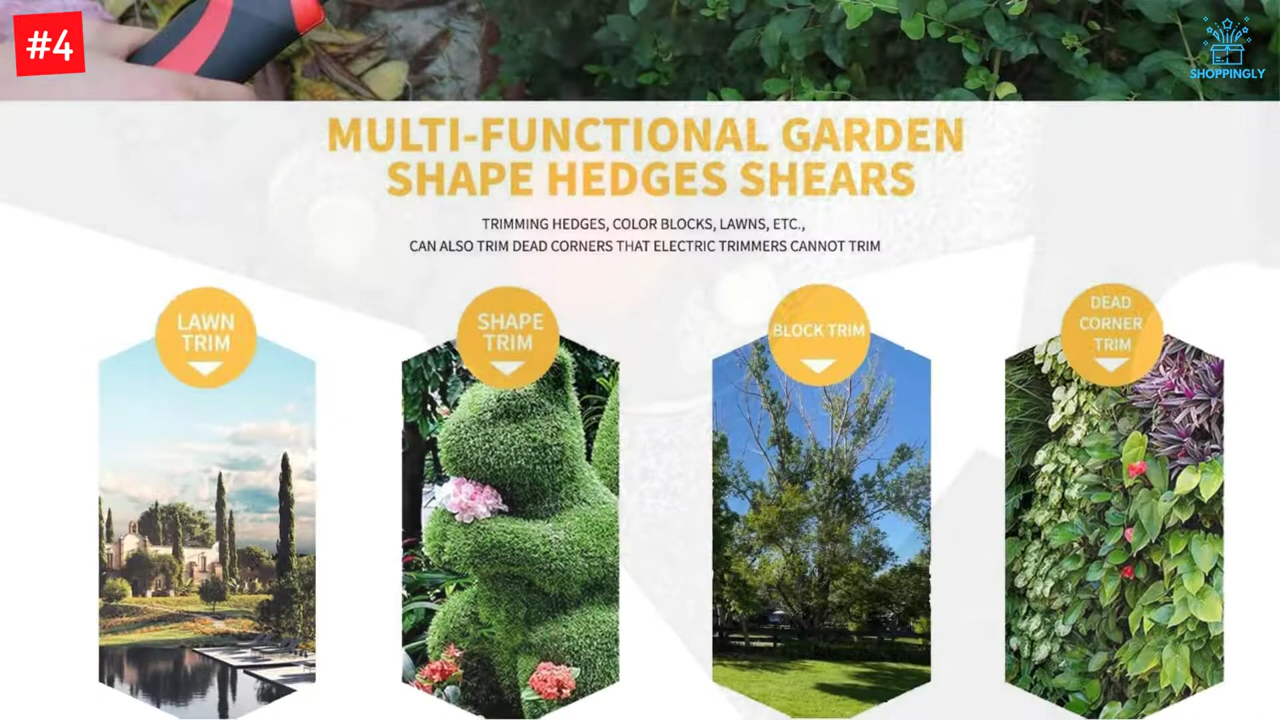 #4
SHOPPINGLY
MULTI-FUNCTIONAL GARDEN
SHAPE HEDGES SHEARS
TRIMMING HEDGES, COLOR BLOCKS, LAWNS, ETC.,
CAN ALSO TRIM DEAD CORNERS THAT ELECTRIC TRIMMERS CANNOT TRIM
LAWN
TRIM
SHAPE
TRIM
BLOCK TRIM
DEAD
CORNER
TRIM